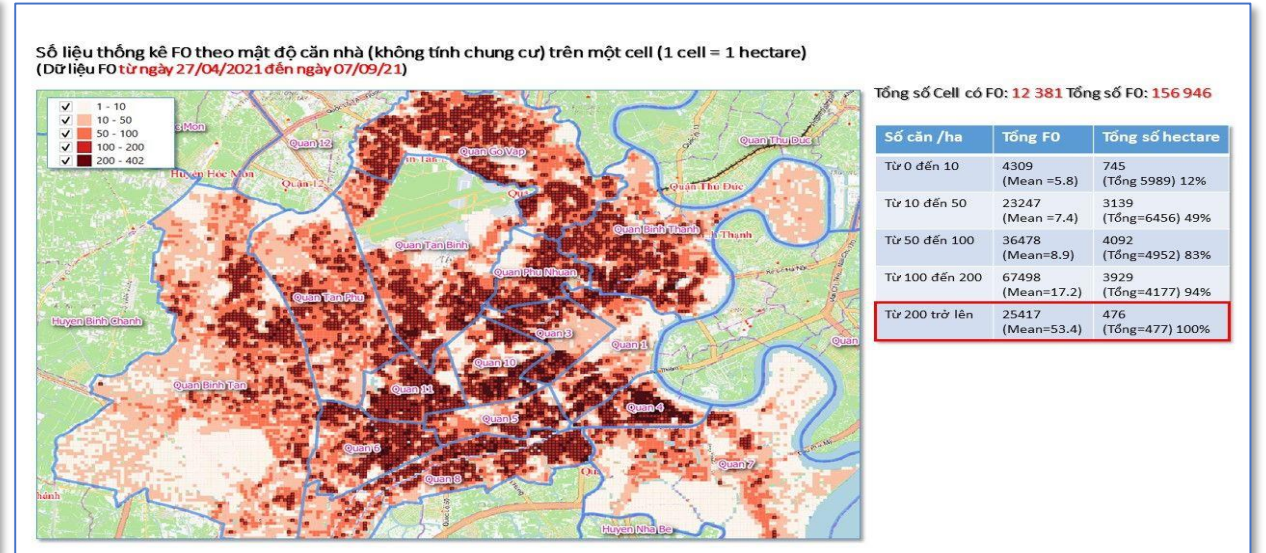 Số liệu thống kê F0 theo mật độ căn nhà (không tính chung cư) trên một cell (1 cell = 1 hectare)
(Dữ liệu F0 từ ngày 27/04/2021 đến ngày 07/09/21)
Tổng số Cell có F0: 12 381 Tổng số F0: 156 946
1 - 10
10 - 50
50 - 100
100 - 200
200 - 402
Quan 12
Quan Go Vap
Quan Thu Duc
Huyện Hóc Môn
Quận 12
Quận Thủ Đức
Quan Binh Thanh
Thạnh
Quan Tan Binh
Quan Phu Nhuan
Quan Tan Phu
Huyen Binh Chanh
Quan 3
Quan 1
Quan
Quan 10
Quan Binh Tan
Quan 11
Quan 4
Quan 5
Quan 6
Quan 7
Quan 8
Huyen Nha Be
Số căn /ha Tổng F0 Tổng số hectare
Từ 0 đến 10 4309 745
(Mean =5.8) (Tổng 5989) 12%
Từ 10 đến 50 23247 3139
(Mean =7.4) (Tổng=6456) 49%
Từ 50 đến 100 36478 4092
(Mean=8.9) (Tổng=4952) 83%
Từ 100 đến 200 67498 3929
(Mean=17.2) (Tổng=4177) 94%
Từ 200 trở lên 25417 476
(Mean=53.4) (Tổng=477) 100%